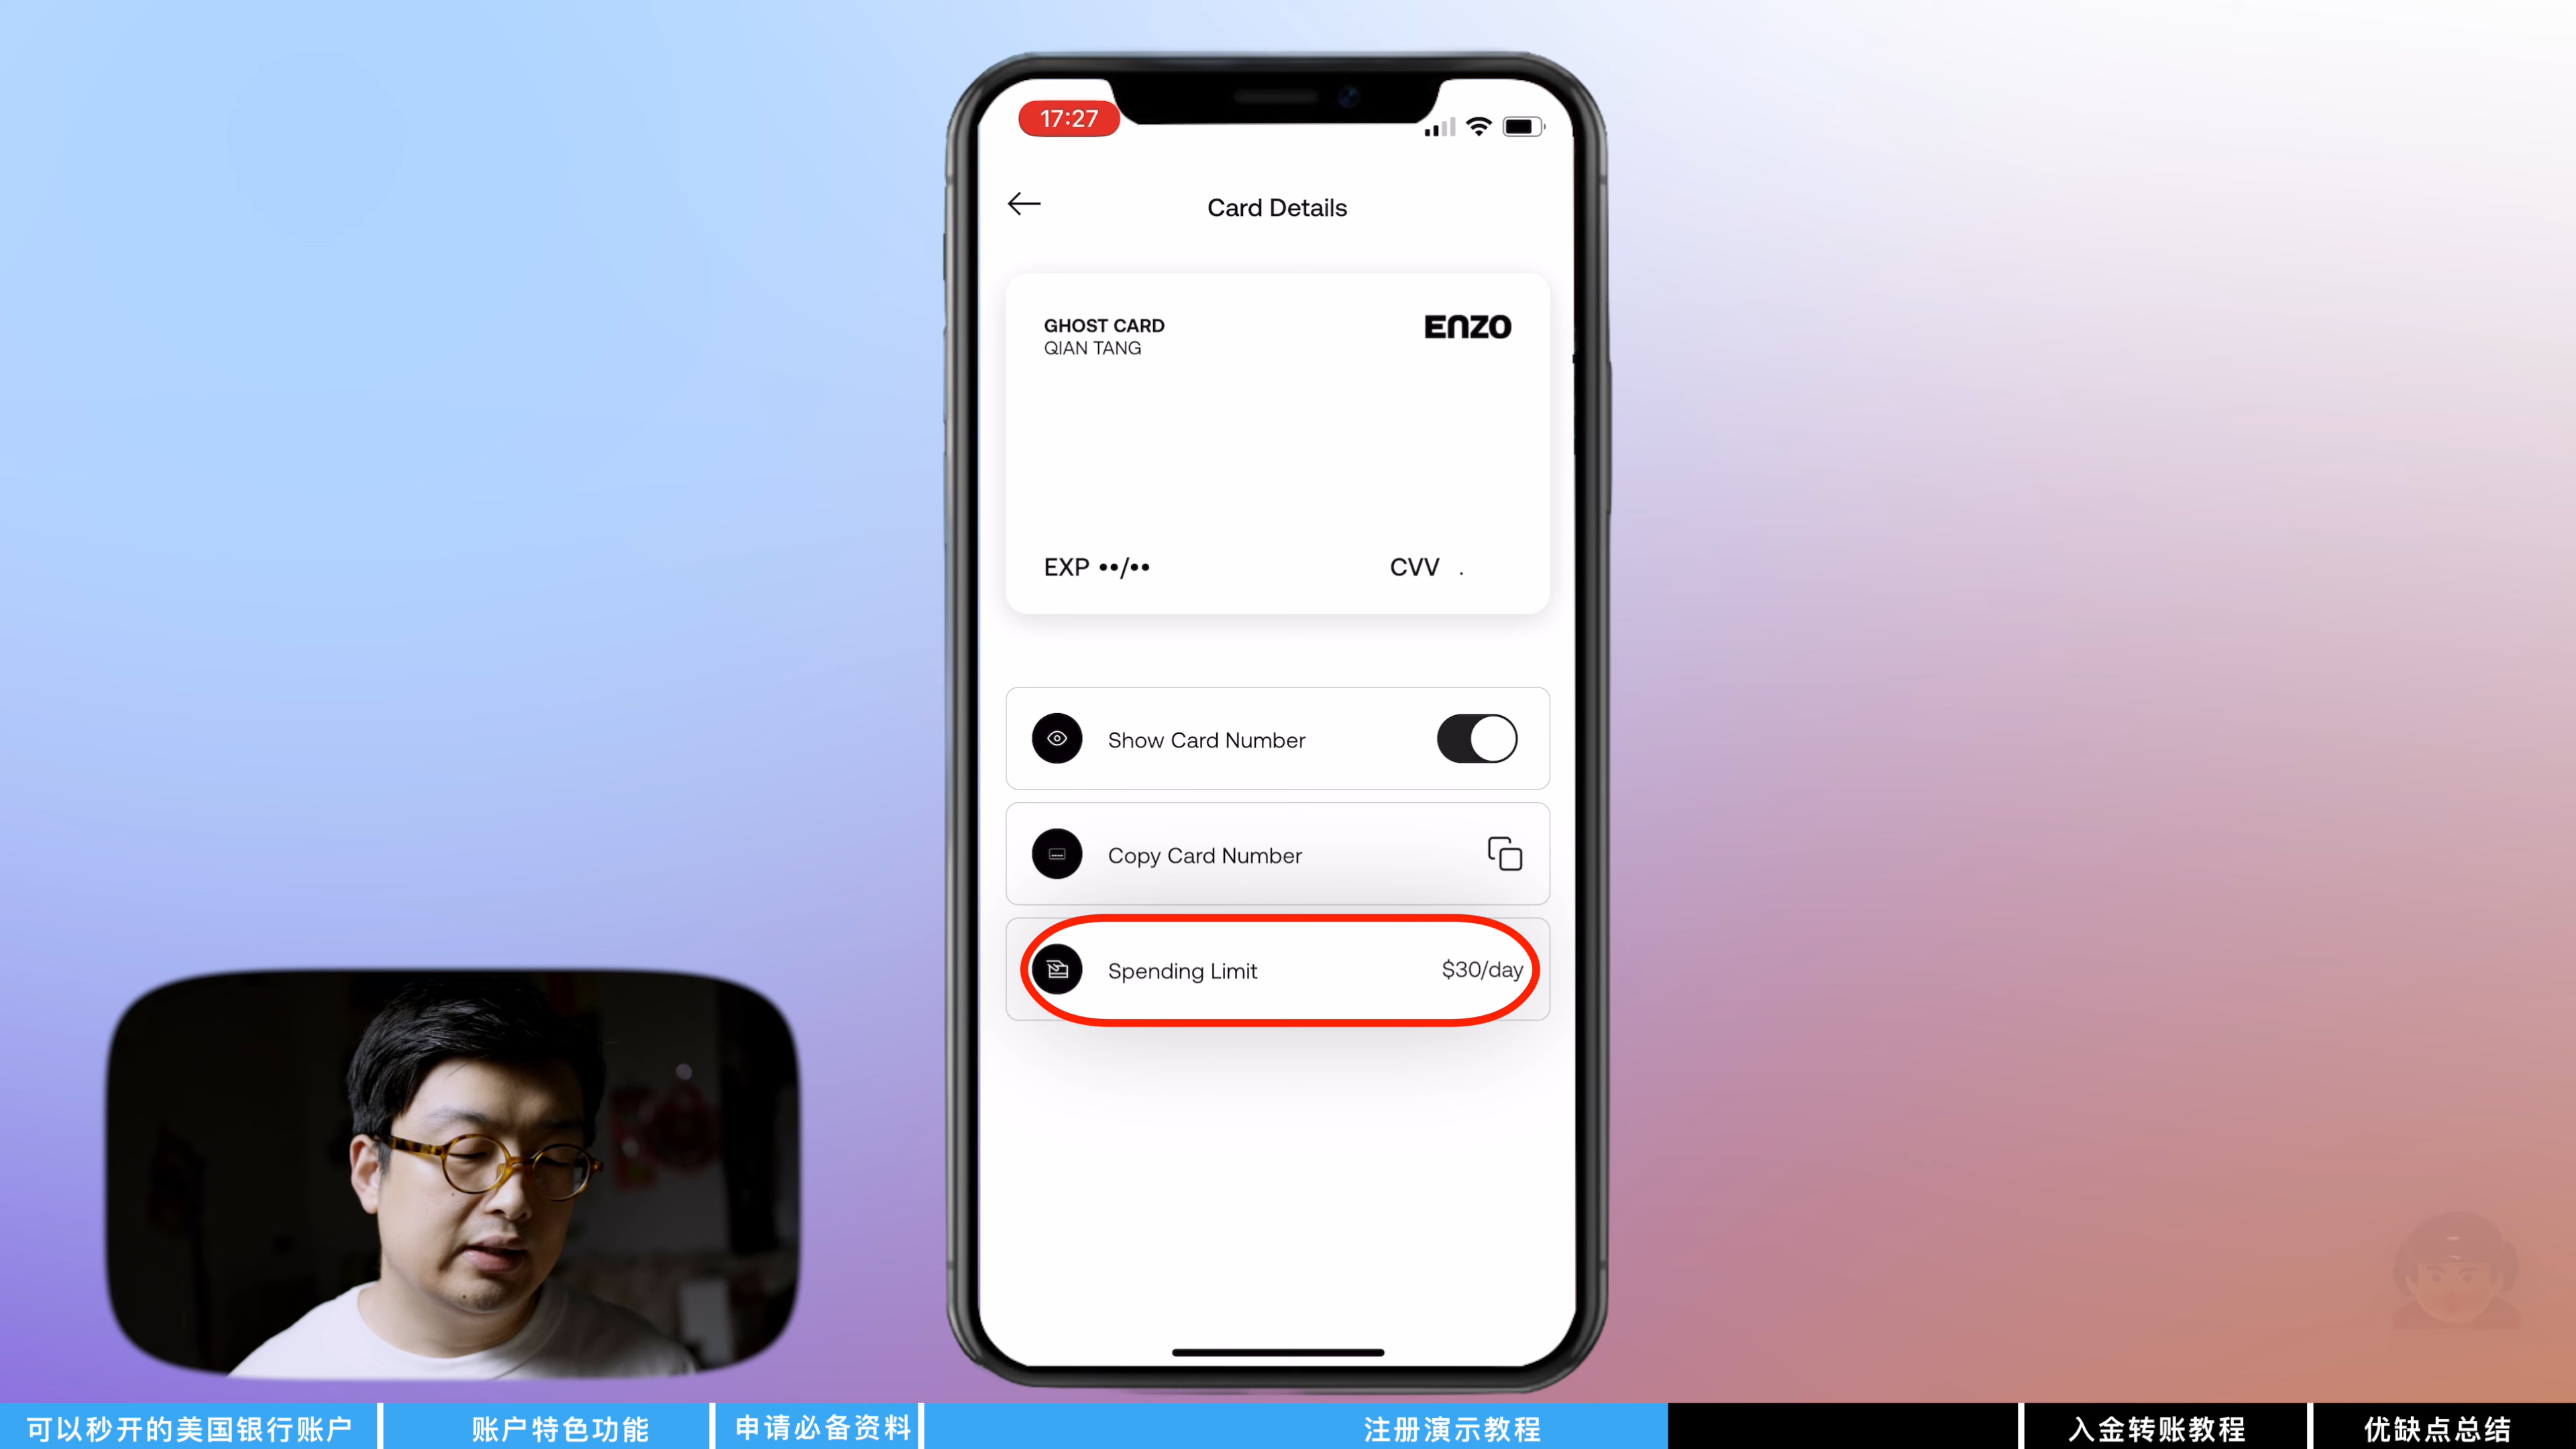 17:27
Card Details
GHOST CARD
ENZO
QIAN TANG
EXP ••/••
CVV .
Show Card Number
Copy Card Number
Spending Limit
$30/day
可以秒开的美国银行账户
账户特色功能
申请必备资料
注册演示教程
入金转账教程
优缺点总结